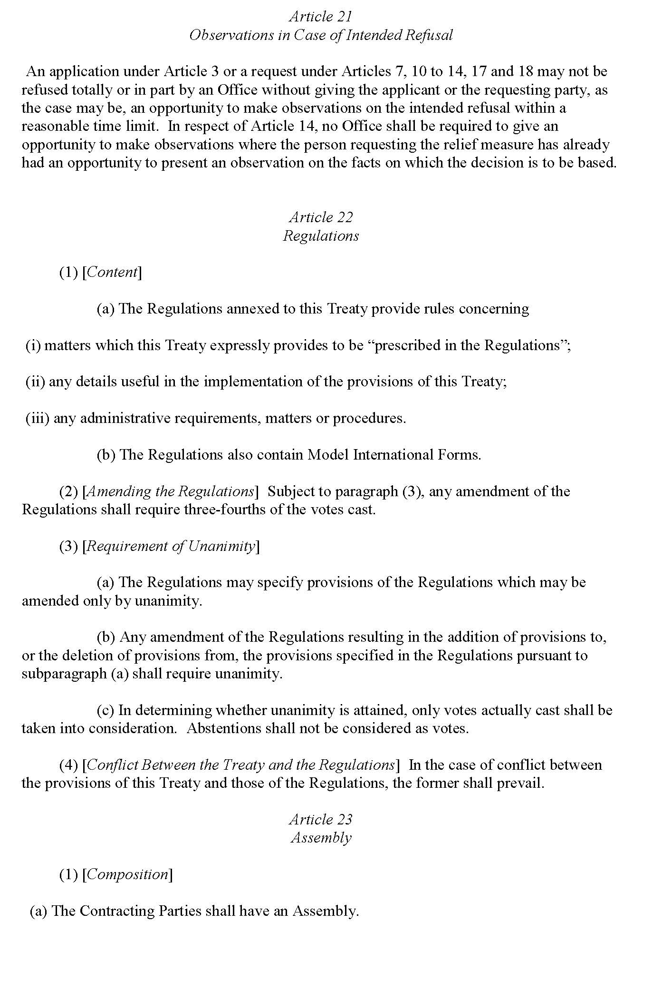 Article 21
Observations in Case of Intended Refusal
An application under Article 3 or a request under Articles 7, 10 to 14, 17 and 18 may not be
refused totally or in part by an Office without giving the applicant or the requesting party, as
the case may be, an opportunity to make observations on the intended refusal within a
reasonable time limit.  In respect of Article 14, no Office shall be required to give an
opportunity to make observations where the person requesting the relief measure has already
had an opportunity to present an observation on the facts on which the decision is to be based.
Article 22
Regulations
(1) [Content]
(a) The Regulations annexed to this Treaty provide rules concerning
(i) matters which this Treaty expressly provides to be “prescribed in the Regulations”;
(ii) any details useful in the implementation of the provisions of this Treaty;
(iii) any administrative requirements, matters or procedures.
(b) The Regulations also contain Model International Forms.
(2) [Amending the Regulations]  Subject to paragraph (3), any amendment of the
Regulations shall require three-fourths of the votes cast.
(3) [Requirement of Unanimity]
(a) The Regulations may specify provisions of the Regulations which may be
amended only by unanimity.
(b) Any amendment of the Regulations resulting in the addition of provisions to,
or the deletion of provisions from, the provisions specified in the Regulations pursuant to
subparagraph (a) shall require unanimity.
(c) In determining whether unanimity is attained, only votes actually cast shall be
taken into consideration.  Abstentions shall not be considered as votes.
(4) [Conflict Between the Treaty and the Regulations]  In the case of conflict between
the provisions of this Treaty and those of the Regulations, the former shall prevail.
Article 23
Assembly
(1) [Composition]
(a) The Contracting Parties shall have an Assembly.